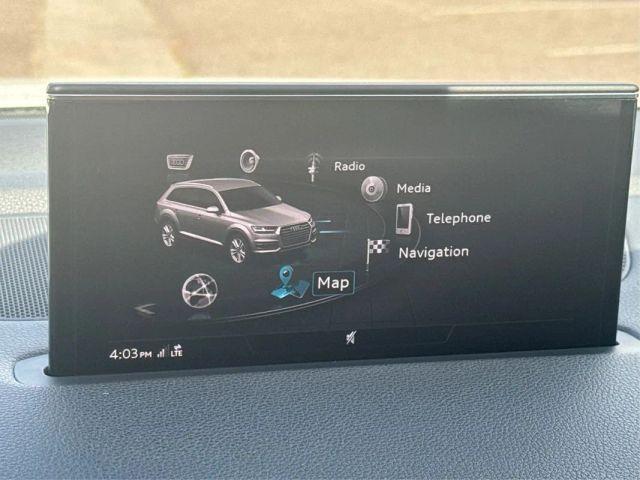 Radio
Media
Telephone
Navigation
Map
4:03 PM LTE